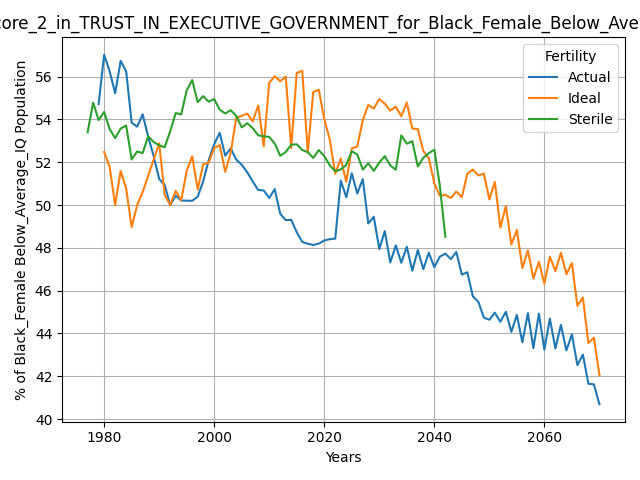 core_2_in_TRUST_IN_EXECUTIVE_GOVERNMENT_for_Black_Female_Below_Ave
% of Black_Female Below_Average_IQ Population
56
54
52
50
48
46
44
42
40
Fertility
Actual
Ideal
Sterile
1980
2000
2020
2040
2060
Years